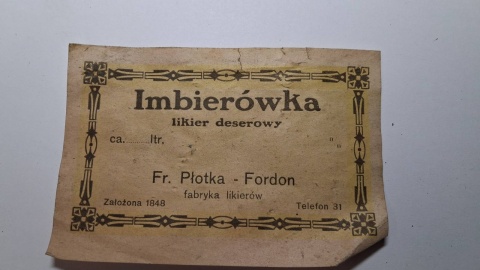 Imbierówka
likier deserowy
ca.......ltr. " „
Fr. Płotka - Fordon
fabryka likierów
Założona 1848 Telefon 31